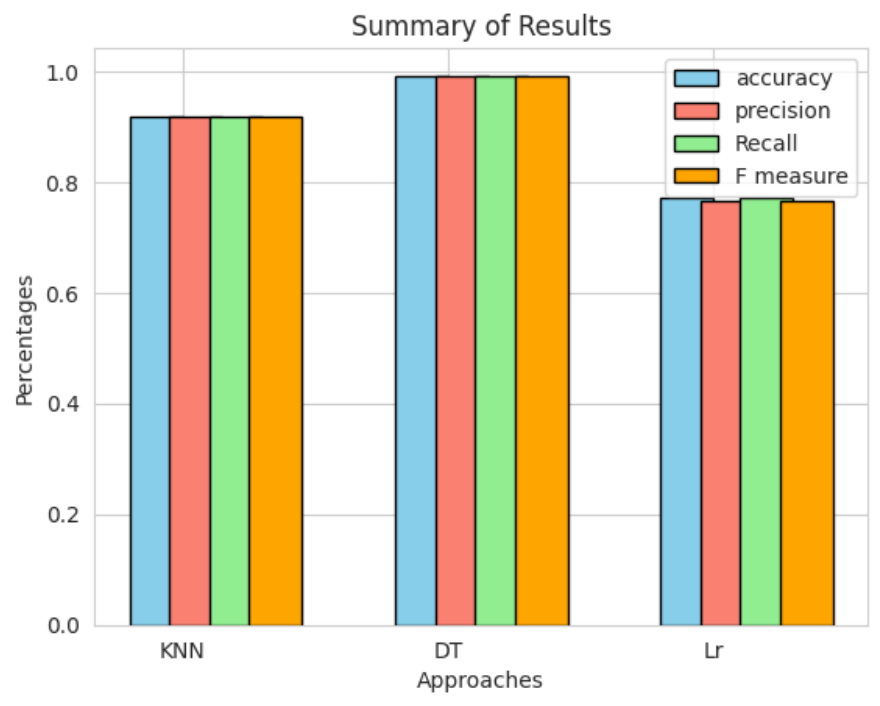 Summary of Results
accuracy
precision
Recall
F measure
Percentages
1.0
0.8
0.6
0.4
0.2
0.0
KNN
DT
Lr
Approaches